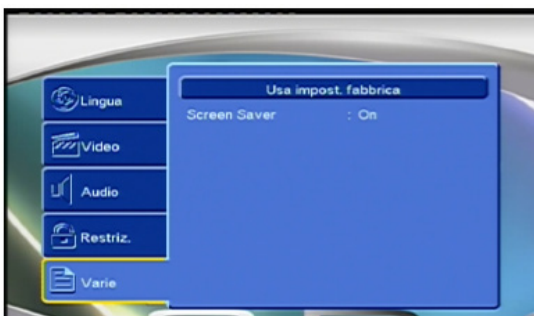 Lingua
Video
Audio
Restriz.
Varie
Usa impost. fabbrica
Screen Saver : On